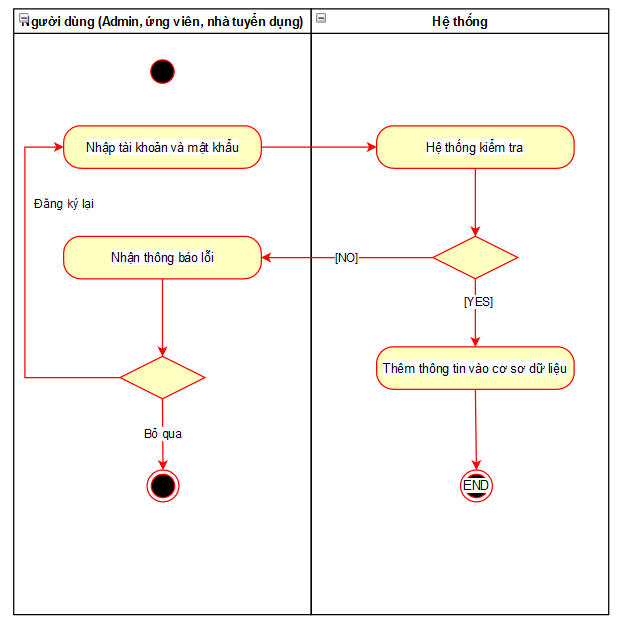 Người dùng (Admin, ứng viên, nhà tuyển dụng)
Hệ thống
Nhập tài khoản và mật khẩu
Hệ thống kiểm tra
Đăng ký lại
Nhận thông báo lỗi
[NO]
[YES]
Thêm thông tin vào cơ sơ dữ liệu
Bỏ qua
END